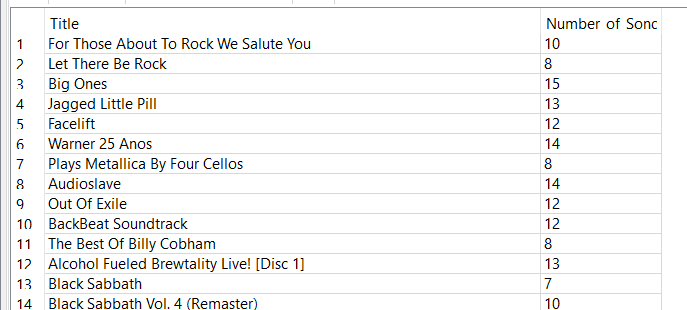 Title Number of Sonc
1 For Those About To Rock We Salute You 10
2 Let There Be Rock 8
3 Big Ones 15
4 Jagged Little Pill 13
5 Facelift 12
6 Warner 25 Anos 14
7 Plays Metallica By Four Cellos 8
8 Audioslave 14
9 Out Of Exile 12
10 BackBeat Soundtrack 12
11 The Best Of Billy Cobham 8
12 Alcohol Fueled Brewtality Live! [Disc 1] 13
13 Black Sabbath 7
14 Black Sabbath Vol. 4 (Remaster) 10